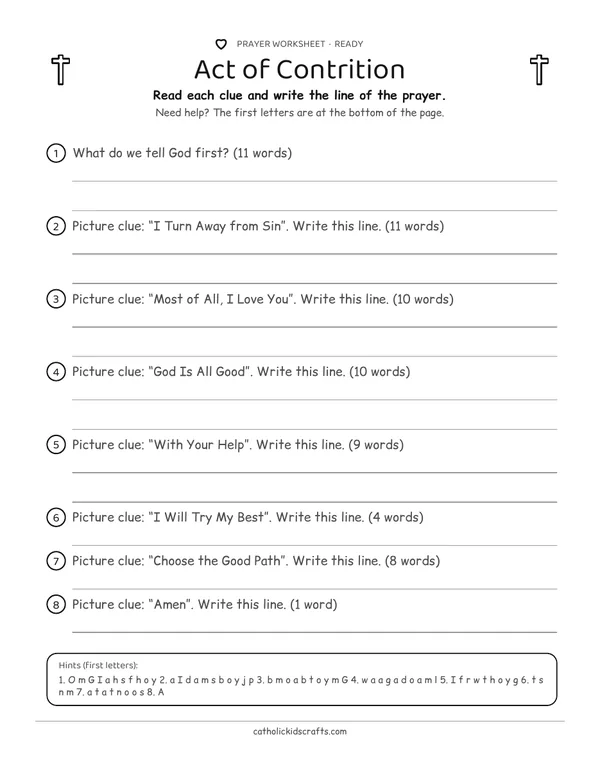 PRAYER WORKSHEET · READY
Act of Contrition
Read each clue and write the line of the prayer.
Need help? The first letters are at the bottom of the page.
1 What do we tell God first? (11 words)
2 Picture clue: “I Turn Away from Sin”. Write this line. (11 words)
3 Picture clue: “Most of All, I Love You”. Write this line. (10 words)
4 Picture clue: “God Is All Good”. Write this line. (10 words)
5 Picture clue: “With Your Help”. Write this line. (9 words)
6 Picture clue: “I Will Try My Best”. Write this line. (4 words)
7 Picture clue: “Choose the Good Path”. Write this line. (8 words)
8 Picture clue: “Amen”. Write this line. (1 word)
Hints (first letters):
1. O m G I a h s f h o y 2. a I d a m s b o y j p 3. b m o a b t o y m G 4. w a a g a d o a m l 5. I f r w t h o y g 6. t s
n m 7. a t a t n o o s 8. A
catholickidscrafts.com